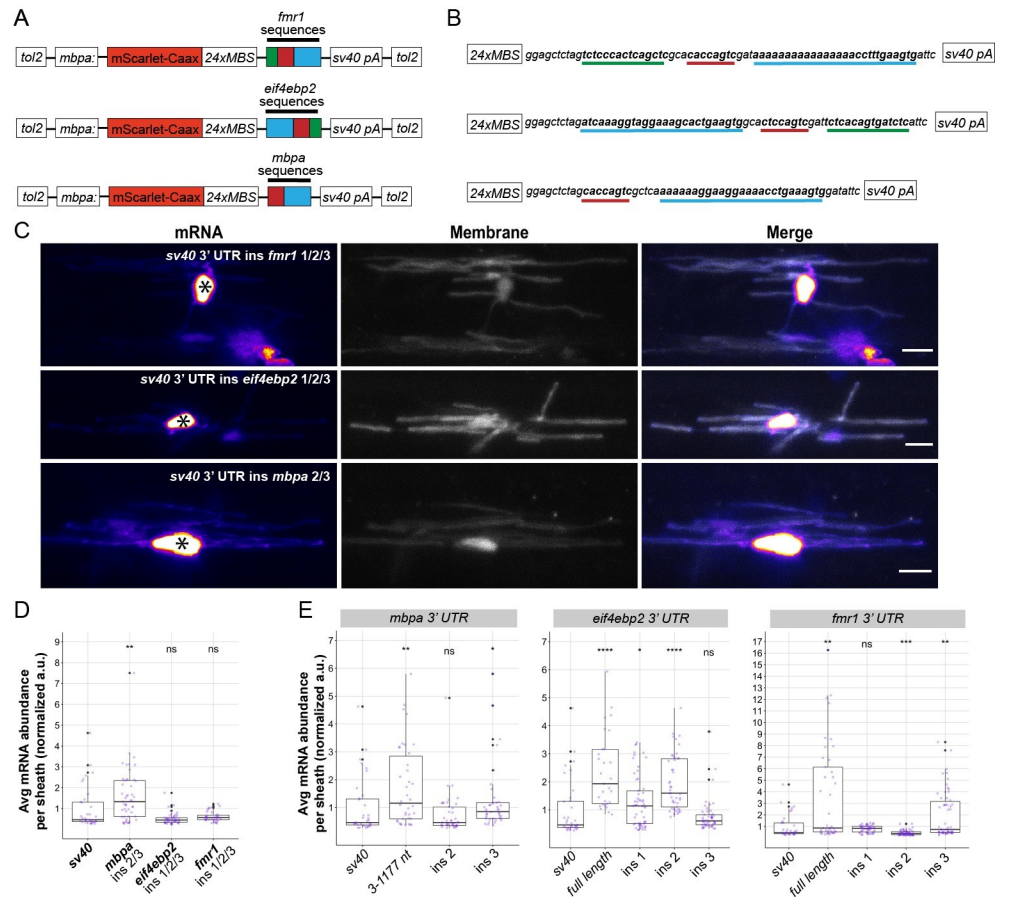 A
fmr1
sequences
tol2 mbpa: mScarlet-Caax 24xMBS sv40 pA tol2
eif4ebp2
sequences
tol2 mbpa: mScarlet-Caax 24xMBS sv40 pA tol2
mbpa
sequences
tol2 mbpa: mScarlet-Caax 24xMBS sv40 pA tol2
B
24xMBS ggagctctagtctcccactcagctcgcacaccagtcgataaaaaaaaaaaaaaaaacctttgaagtgattc sv40 pA
24xMBS ggagctctagatcaaaggtaggaaagcactgaagtggcactccagtcgattctcacagtgatctcattc sv40 pA
24xMBS ggagctctagcaccagtcgctcaaaaaaaggaaggaaaacctgaaagtggatattc sv40 pA
C
mRNA Membrane Merge
sv40 3' UTR ins fmr1 1/2/3
*
sv40 3' UTR ins eif4ebp2 1/2/3
*
sv40 3' UTR ins mbpa 2/3
*
D
Avg mRNA abundance
per sheath (normalized a.u.)
9
8
7
6
5
4
3
2
1
** ns ns
sv40
mbpa
ins 2/3
eif4ebp2
ins 1/2/3
fmr1
ins 1/2/3
E
Avg mRNA abundance
per sheath (normalized a.u.)
mbpa 3' UTR
7
6
5
4
3
2
1
** ns *
sv40 3-1177 nt ins 2 ins 3
eif4ebp2 3' UTR
7
6
5
4
3
2
1
**** * **** ns
sv40 full length ins 1 ins 2 ins 3
fmr1 3' UTR
17
16
15
14
13
12
11
10
9
8
7
6
5
4
3
2
1
** ns *** **
sv40 full length ins 1 ins 2 ins 3